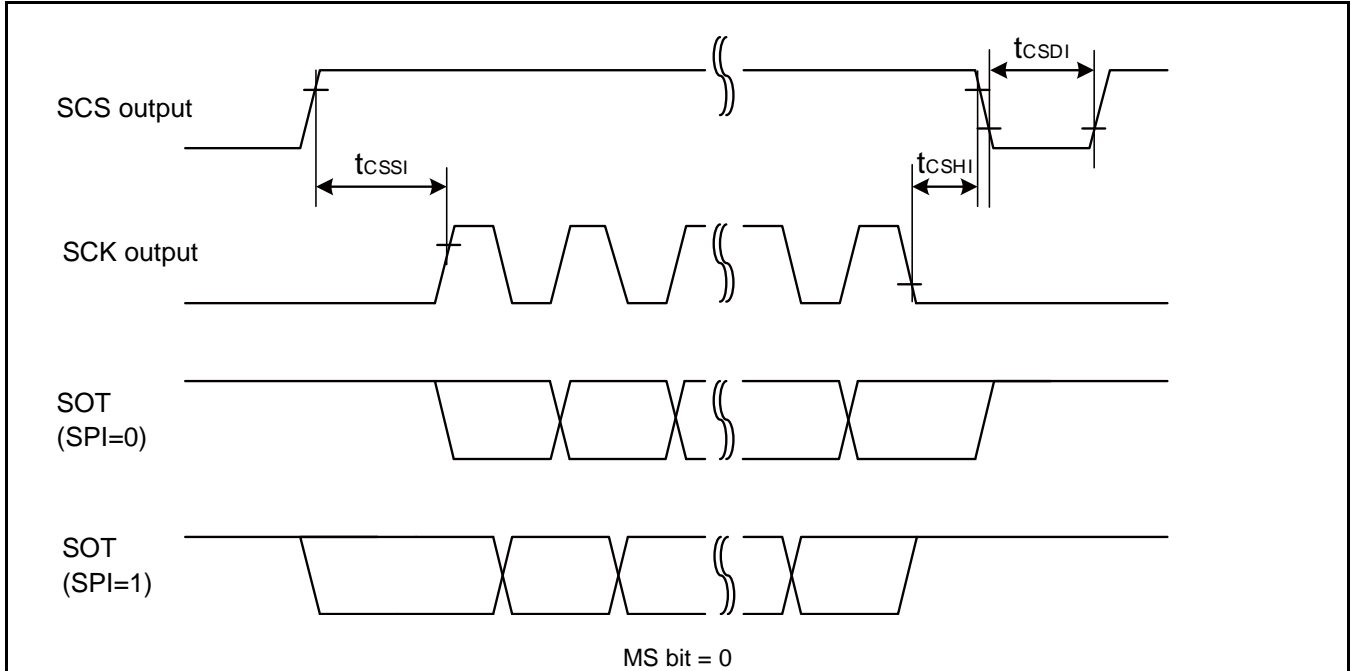 tCSDI
SCS output
tCSSI
tCSHI
SCK output
SOT
(SPI=0)
SOT
(SPI=1)
MS bit = 0